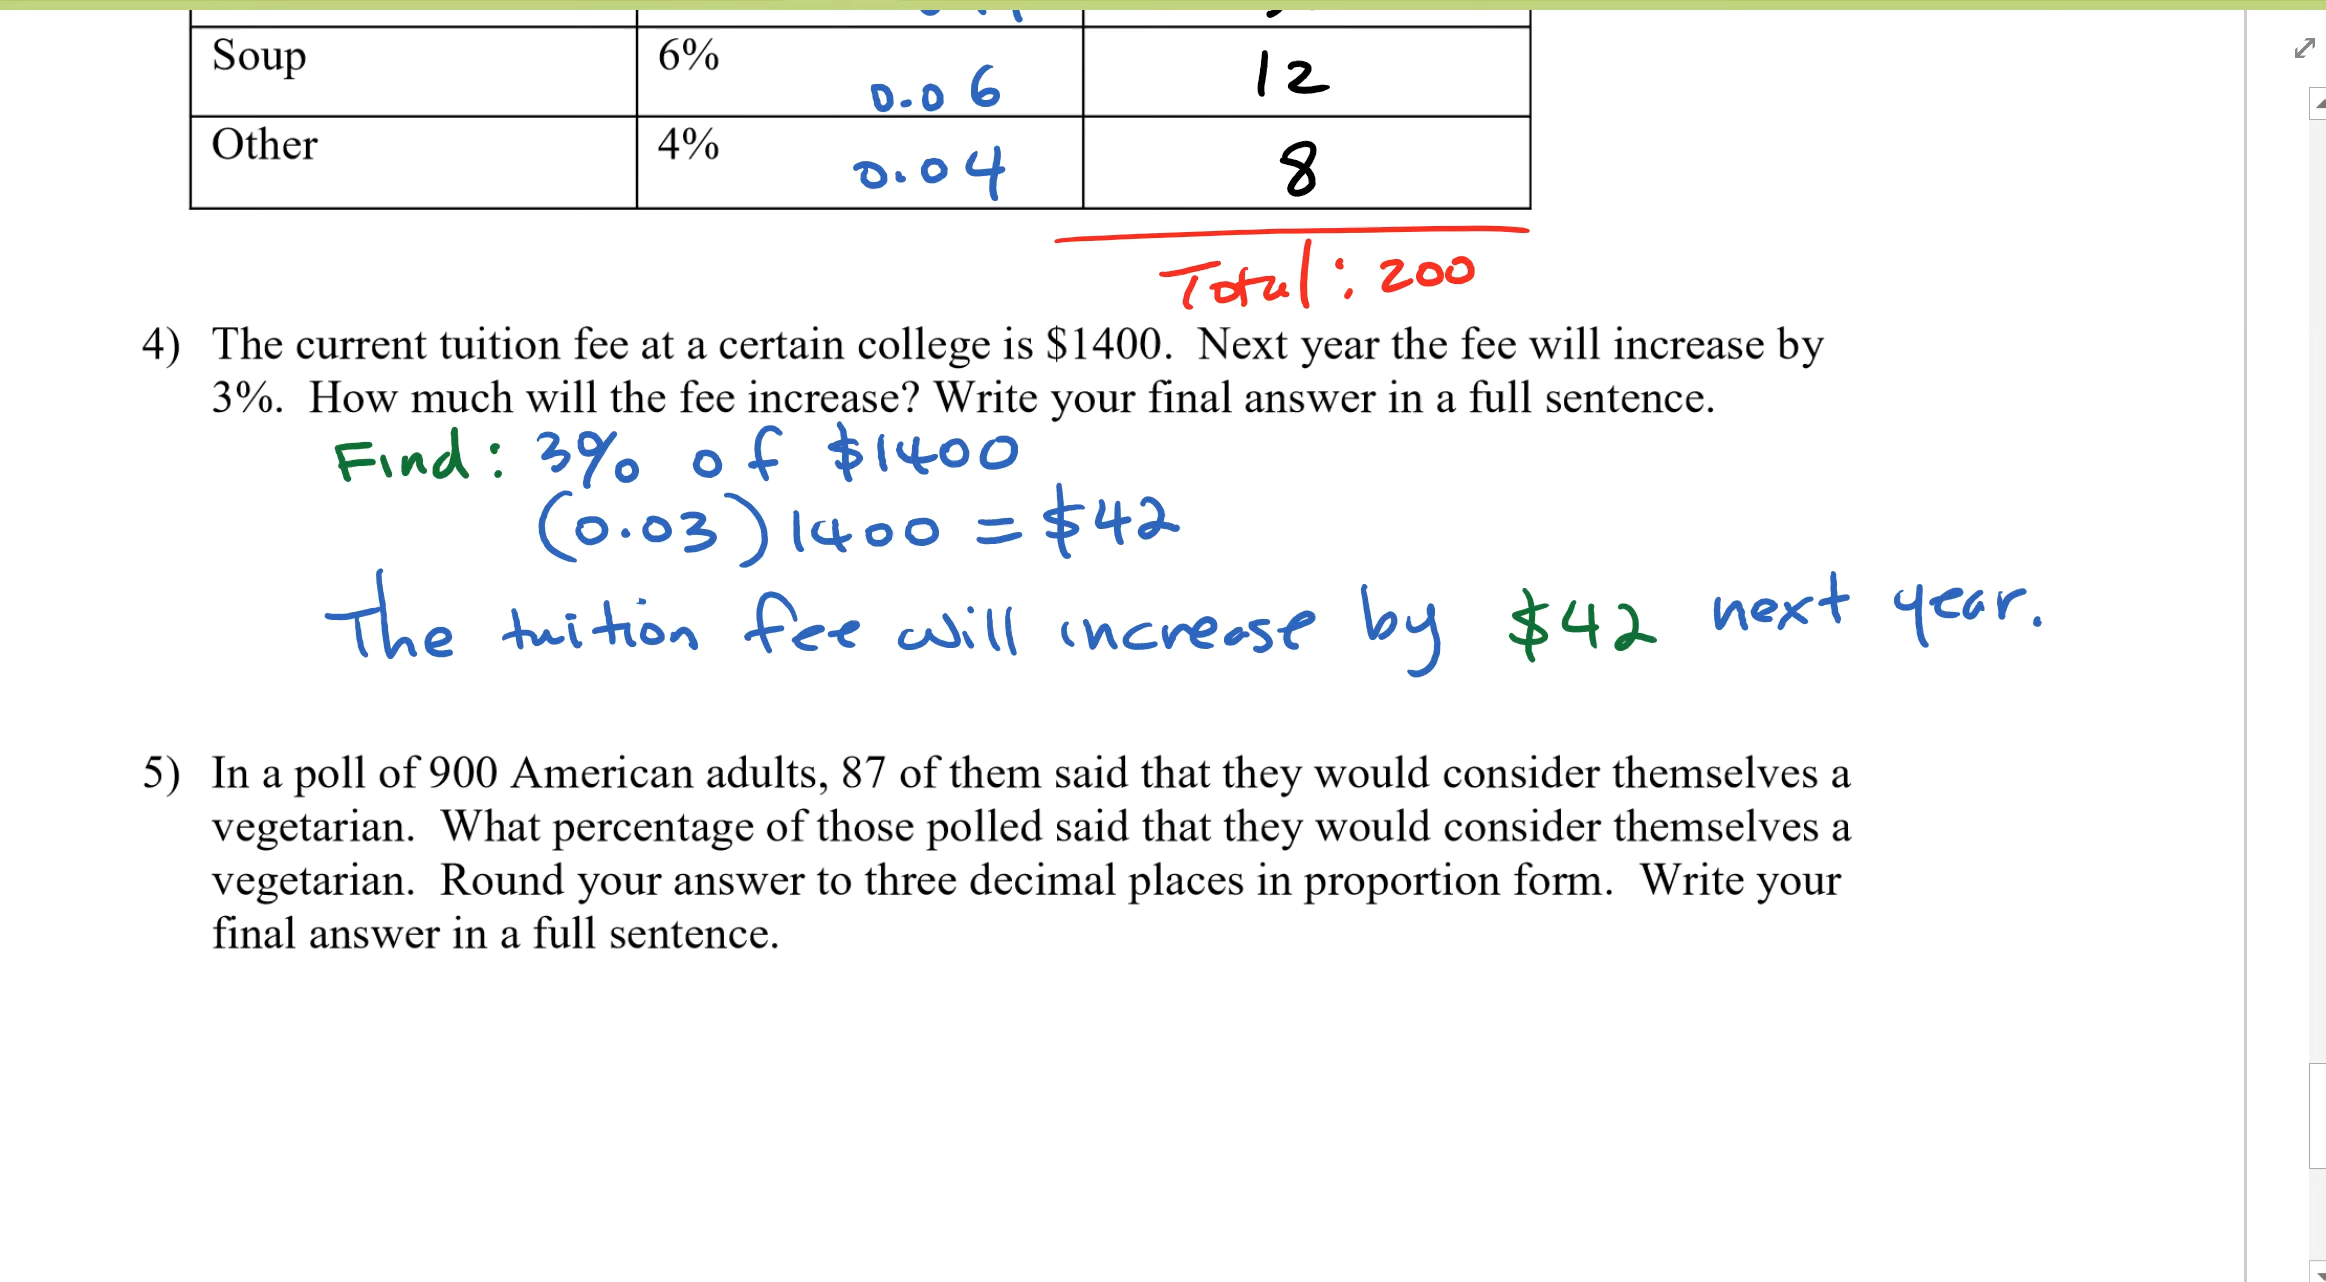 Soup 6% 0.06 12
Other 4% 0.04 8
Total: 200
4) The current tuition fee at a certain college is $1400. Next year the fee will increase by
3%. How much will the fee increase? Write your final answer in a full sentence.
Find: 3% of $1400
(0.03) 1400 = $42
The tuition fee will increase by $42 next year.
5) In a poll of 900 American adults, 87 of them said that they would consider themselves a
vegetarian. What percentage of those polled said that they would consider themselves a
vegetarian. Round your answer to three decimal places in proportion form. Write your
final answer in a full sentence.